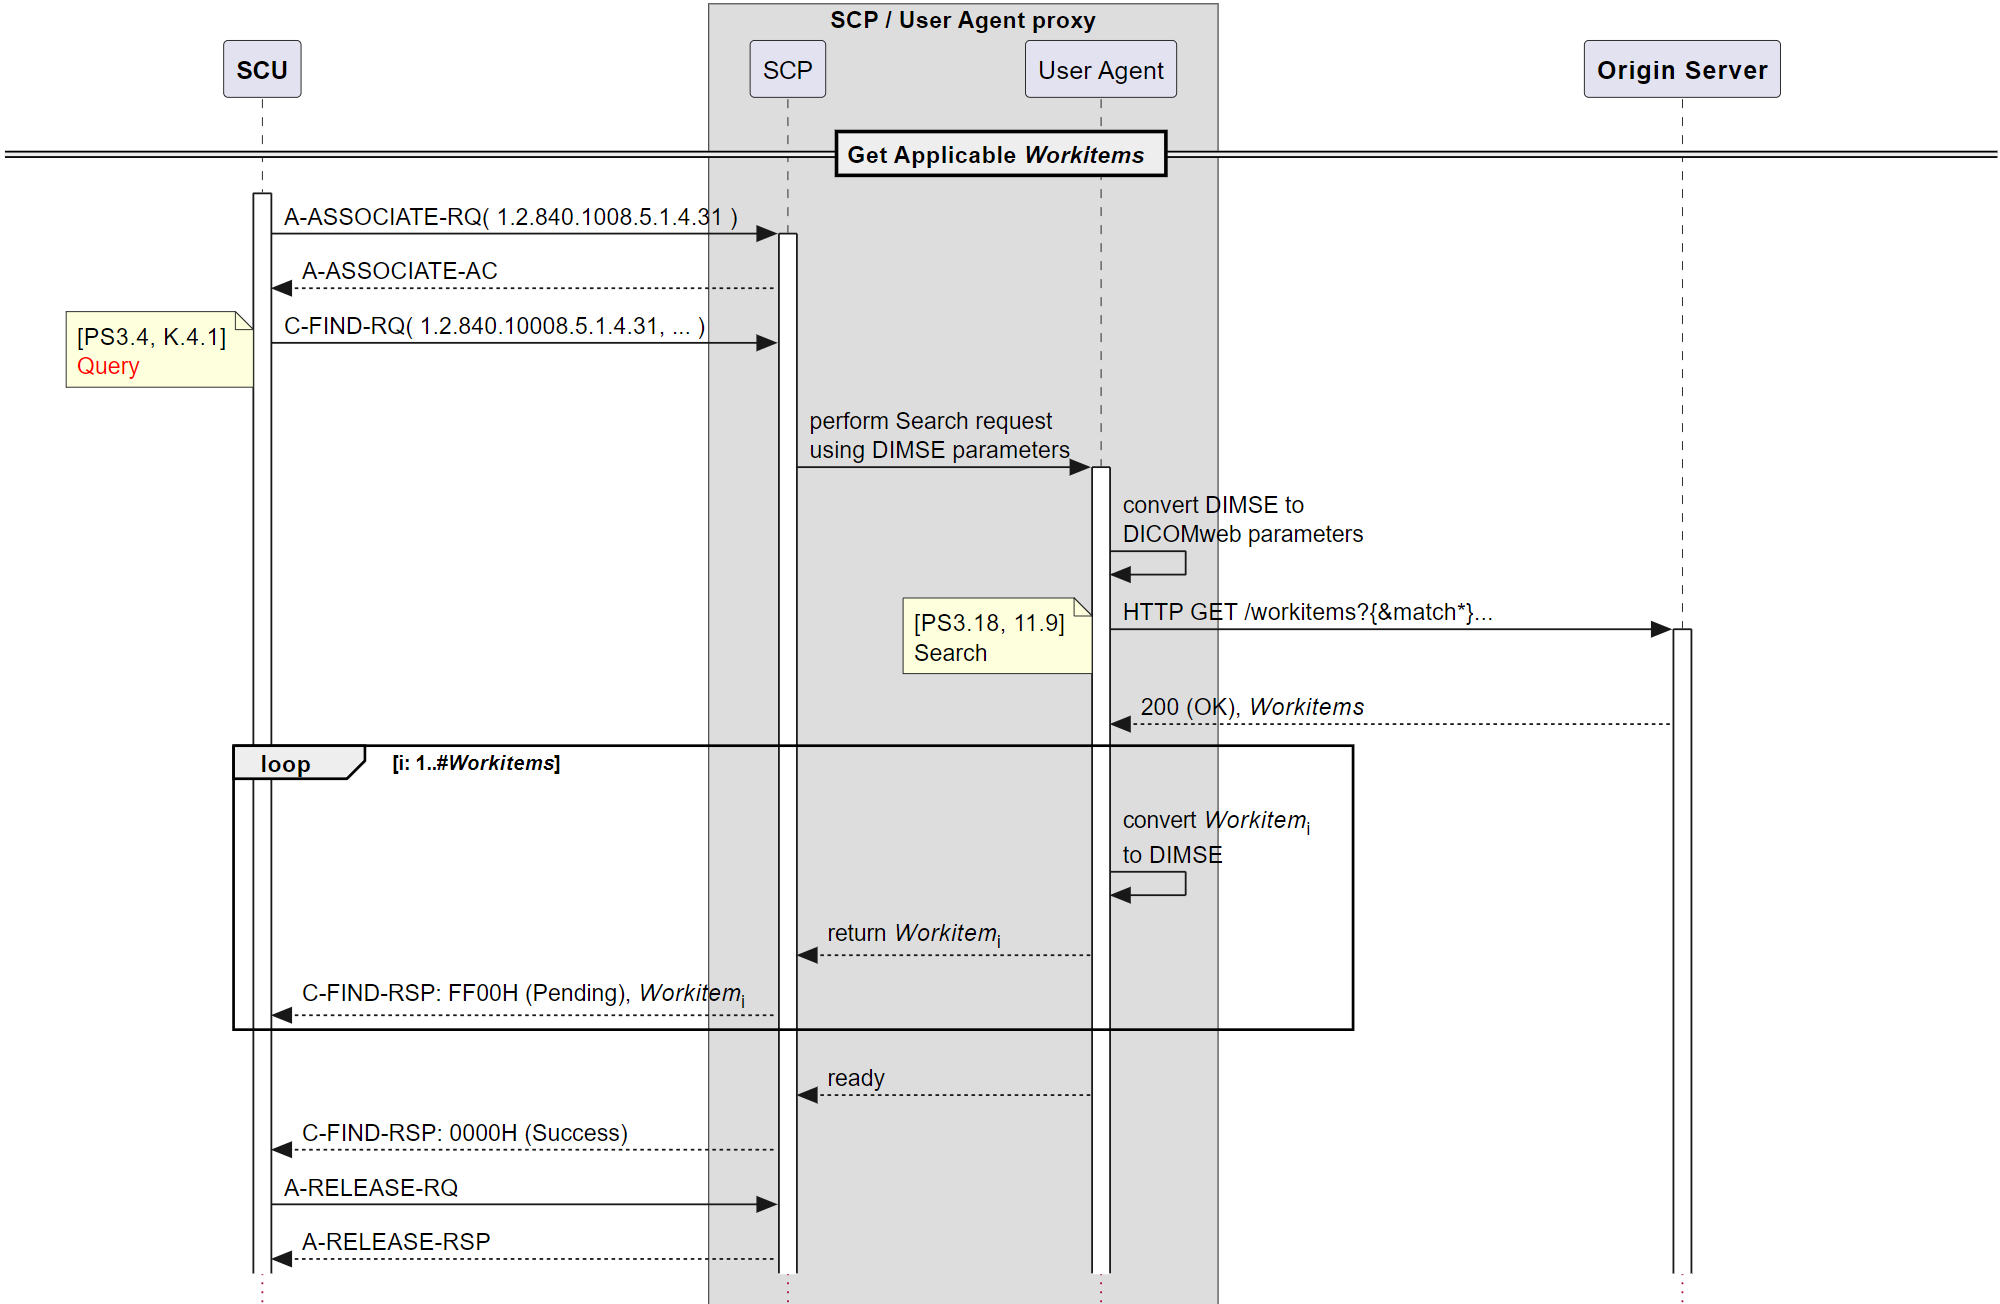 SCP / User Agent proxy
SCU
SCP
User Agent
Origin Server
Get Applicable Workitems
A-ASSOCIATE-RQ( 1.2.840.1008.5.1.4.31 )
A-ASSOCIATE-AC
C-FIND-RQ( 1.2.840.10008.5.1.4.31, ... )
[PS3.4, K.4.1]
Query
perform Search request
using DIMSE parameters
convert DIMSE to
DICOMweb parameters
HTTP GET /workitems?{&match*}...
[PS3.18, 11.9]
Search
200 (OK), Workitems
loop
[i: 1..#Workitems]
convert Workitemi
to DIMSE
return Workitemi
C-FIND-RSP: FF00H (Pending), Workitemi
ready
C-FIND-RSP: 0000H (Success)
A-RELEASE-RQ
A-RELEASE-RSP